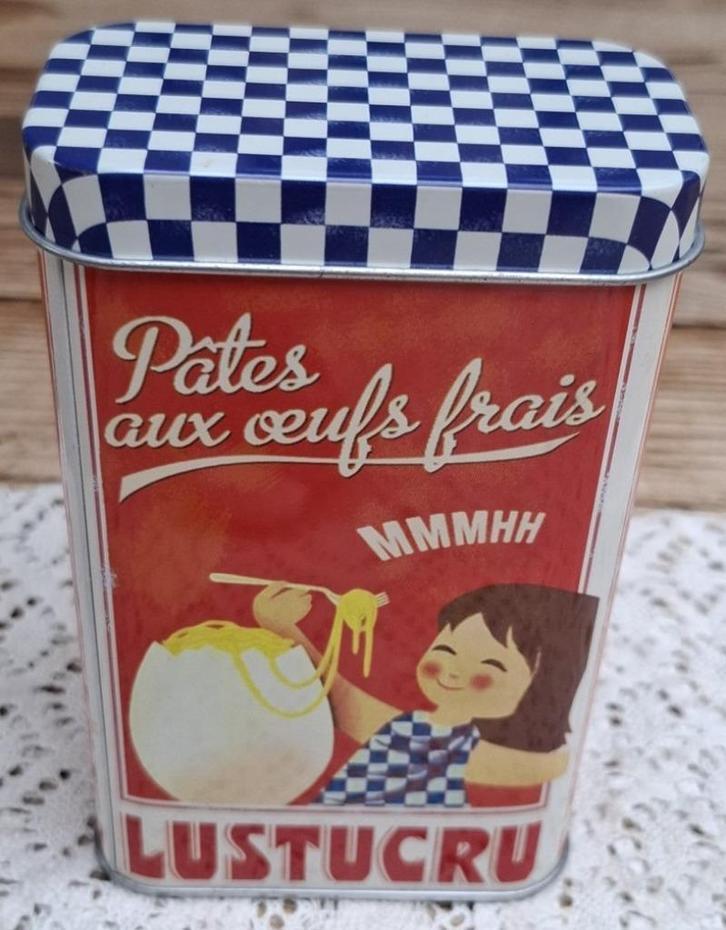 Pâtes
aux œufs frais
MMMHH
LUSTUCRU